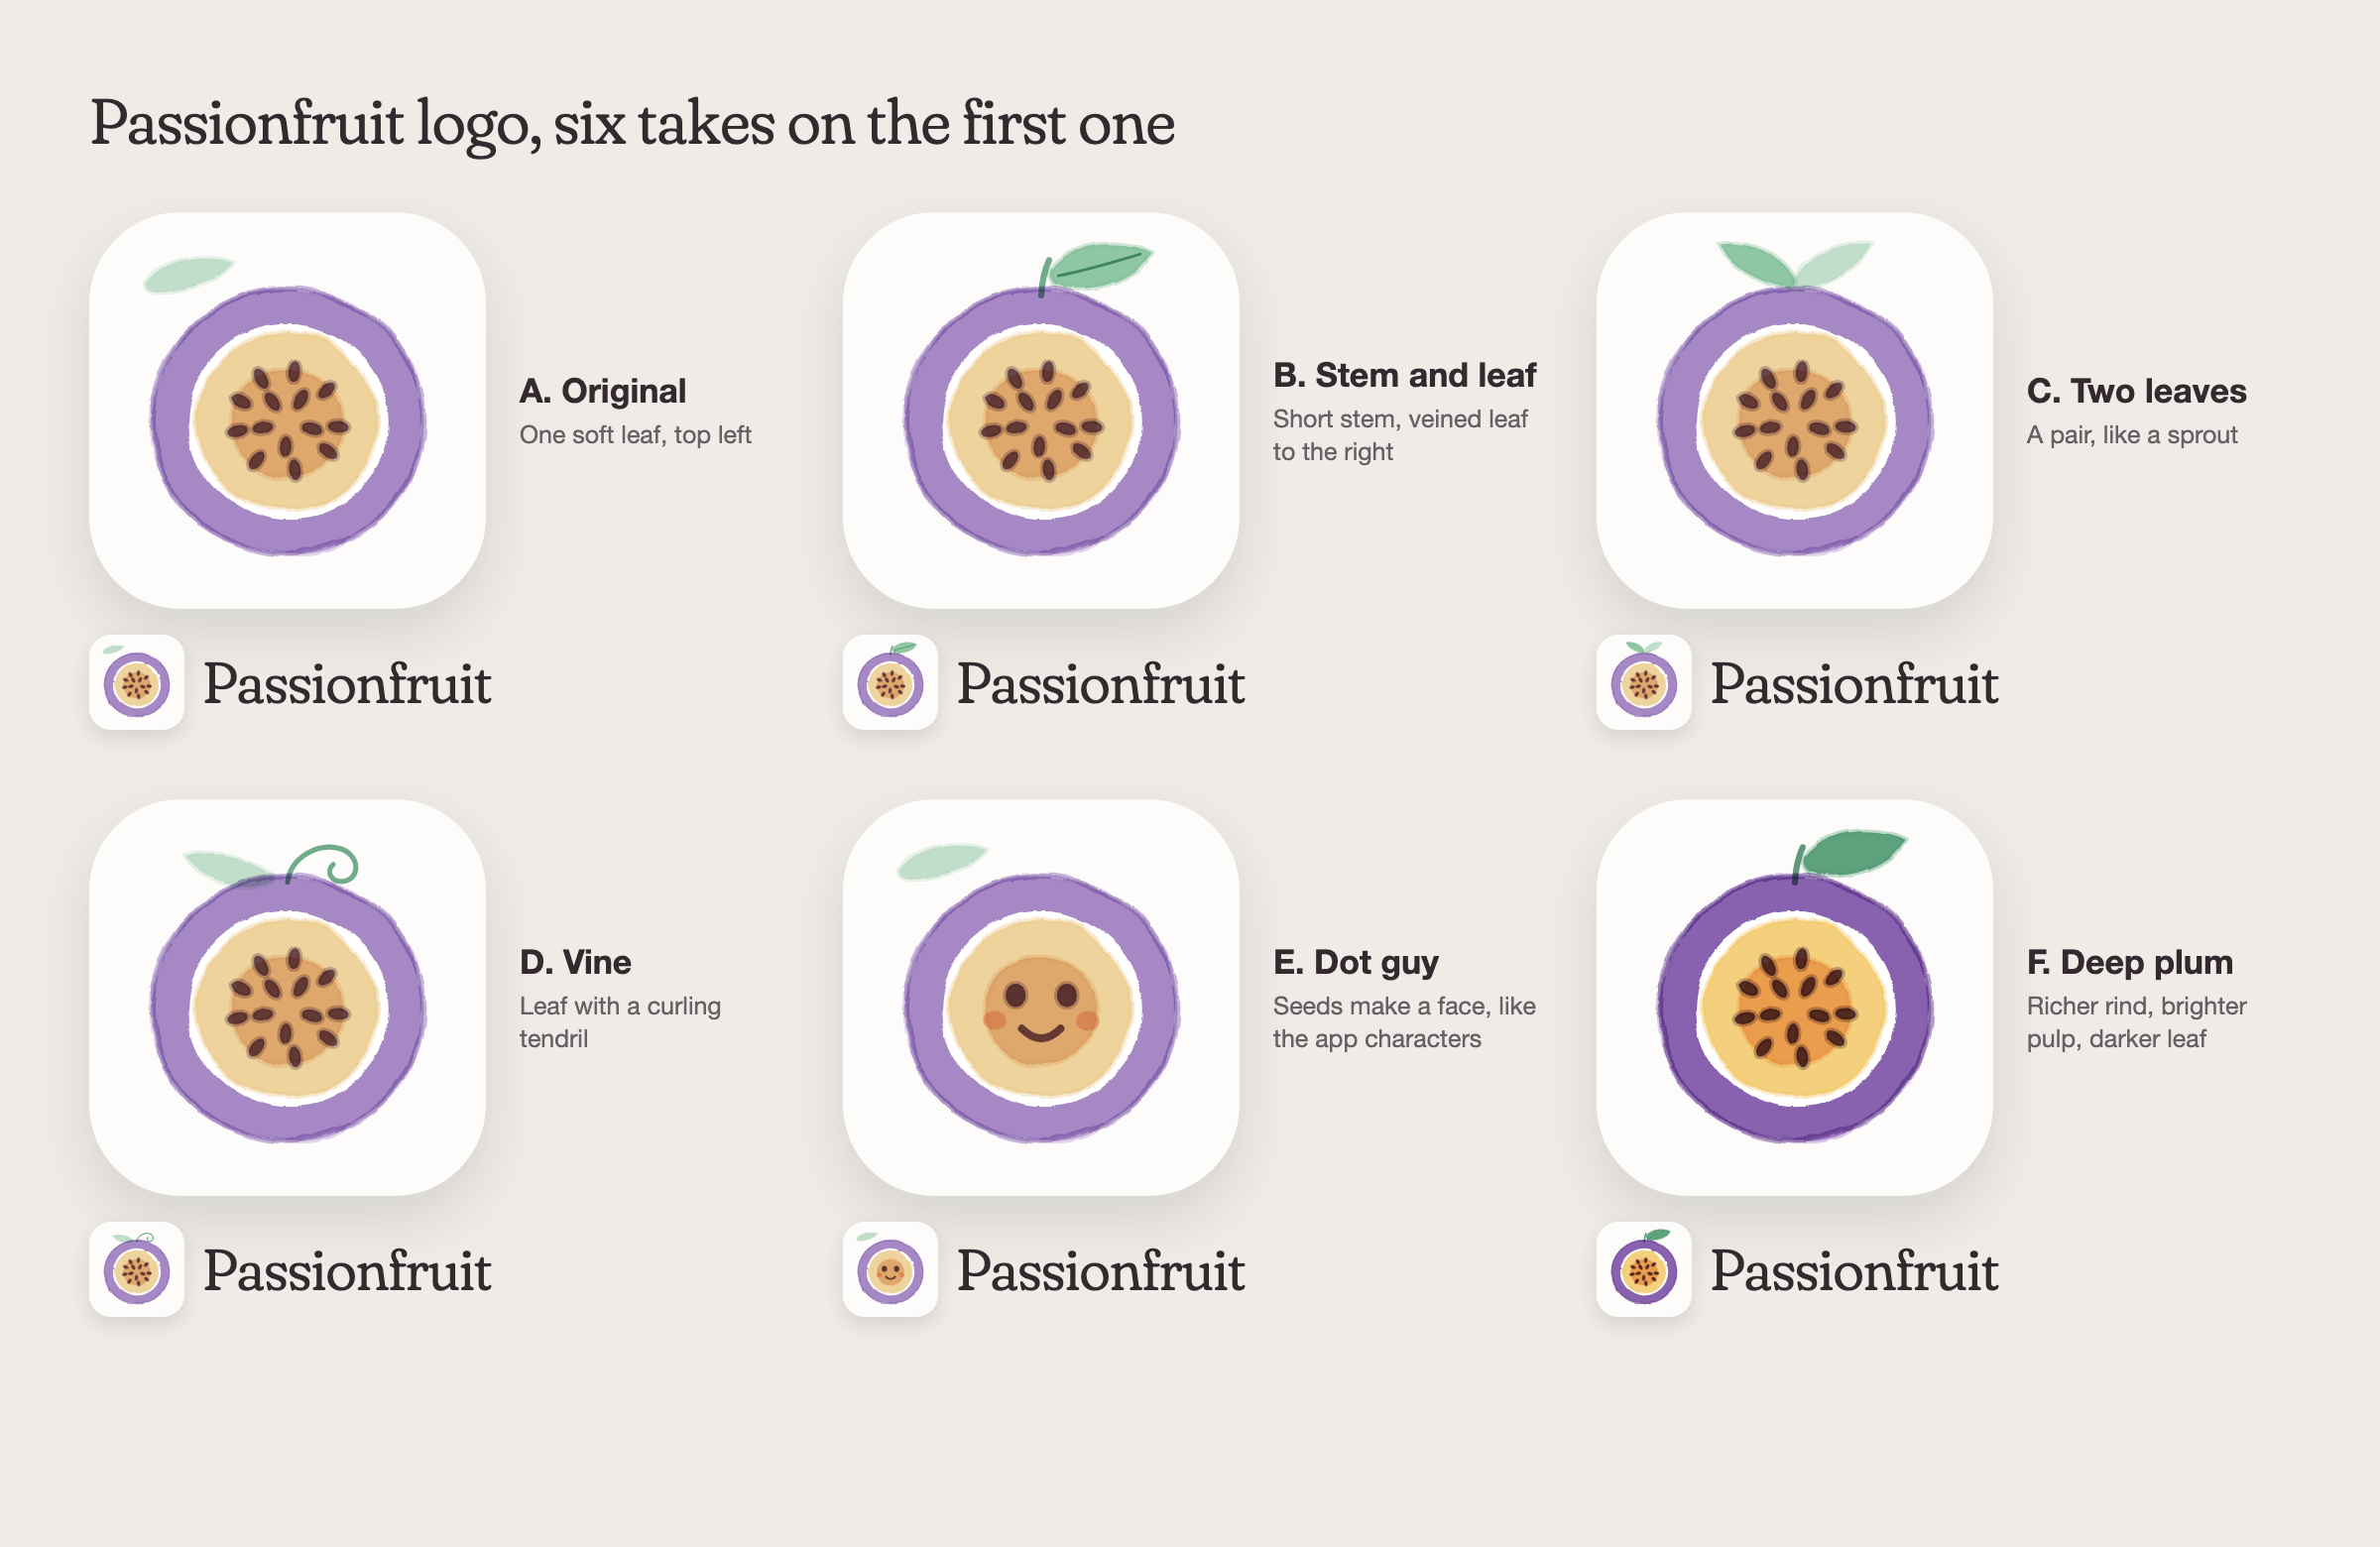 Passionfruit logo, six takes on the first one
A. Original
One soft leaf, top left
Passionfruit
B. Stem and leaf
Short stem, veined leaf
to the right
Passionfruit
C. Two leaves
A pair, like a sprout
Passionfruit
D. Vine
Leaf with a curling
tendril
Passionfruit
E. Dot guy
Seeds make a face, like
the app characters
Passionfruit
F. Deep plum
Richer rind, brighter
pulp, darker leaf
Passionfruit